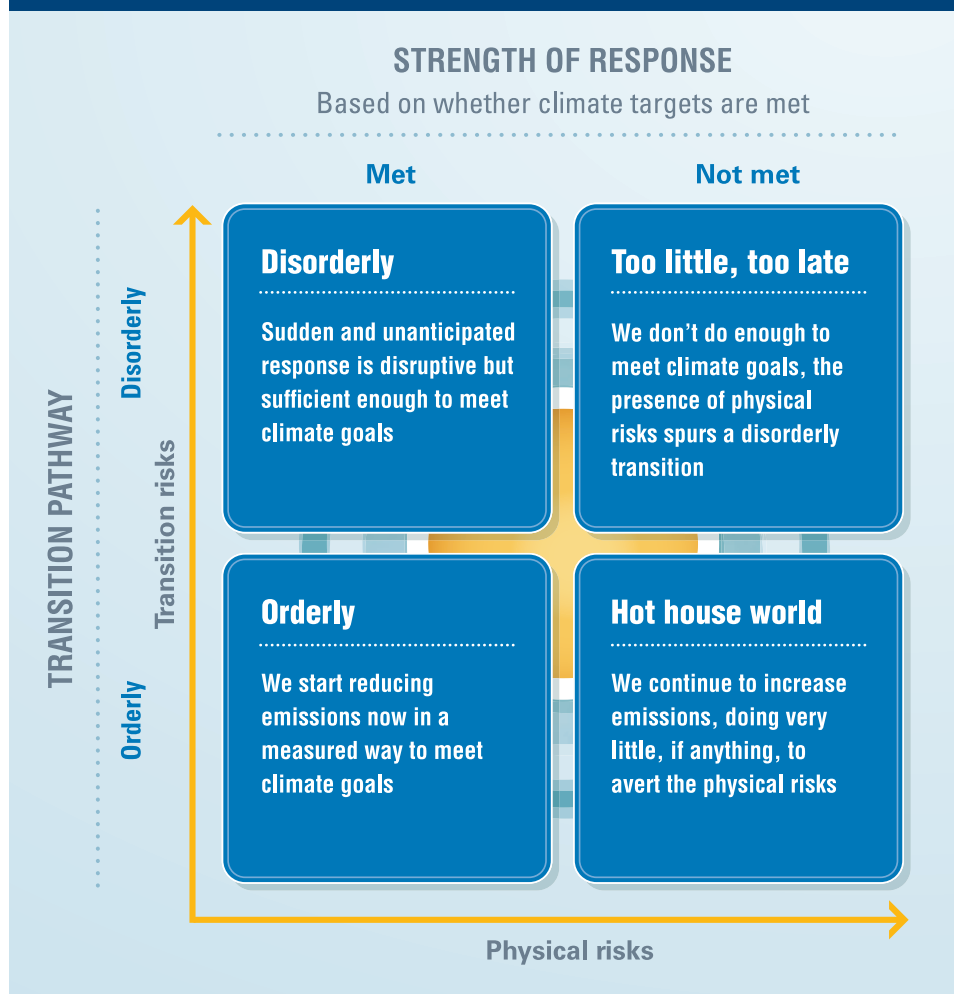 STRENGTH OF RESPONSE
Based on whether climate targets are met
Met
Not met
TRANSITION PATHWAY
Disorderly
Transition risks
Orderly
Disorderly
Sudden and unanticipated
response is disruptive but
sufficient enough to meet
climate goals
Too little, too late
We don't do enough to
meet climate goals, the
presence of physical
risks spurs a disorderly
transition
Orderly
We start reducing
emissions now in a
measured way to meet
climate goals
Hot house world
We continue to increase
emissions, doing very
little, if anything, to
avert the physical risks
Physical risks